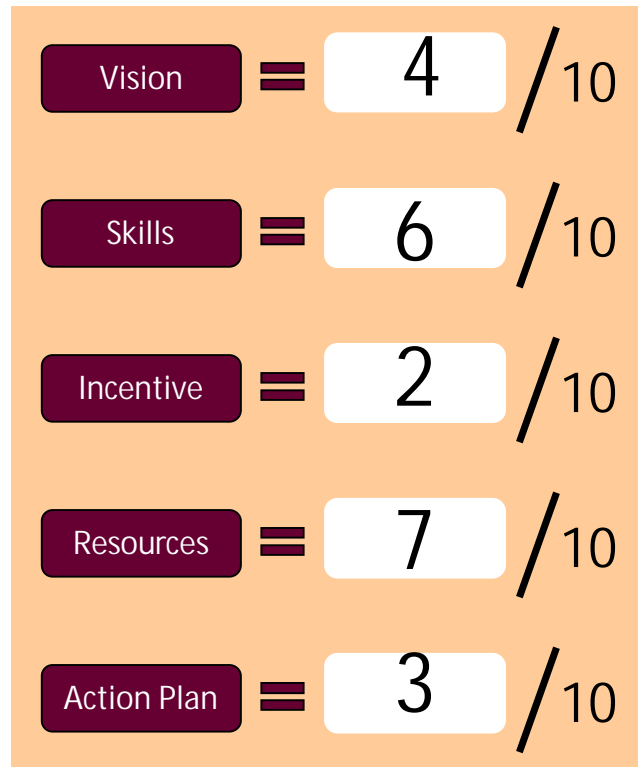 Vision = 4 / 10
Skills = 6 / 10
Incentive = 2 / 10
Resources = 7 / 10
Action Plan = 3 / 10